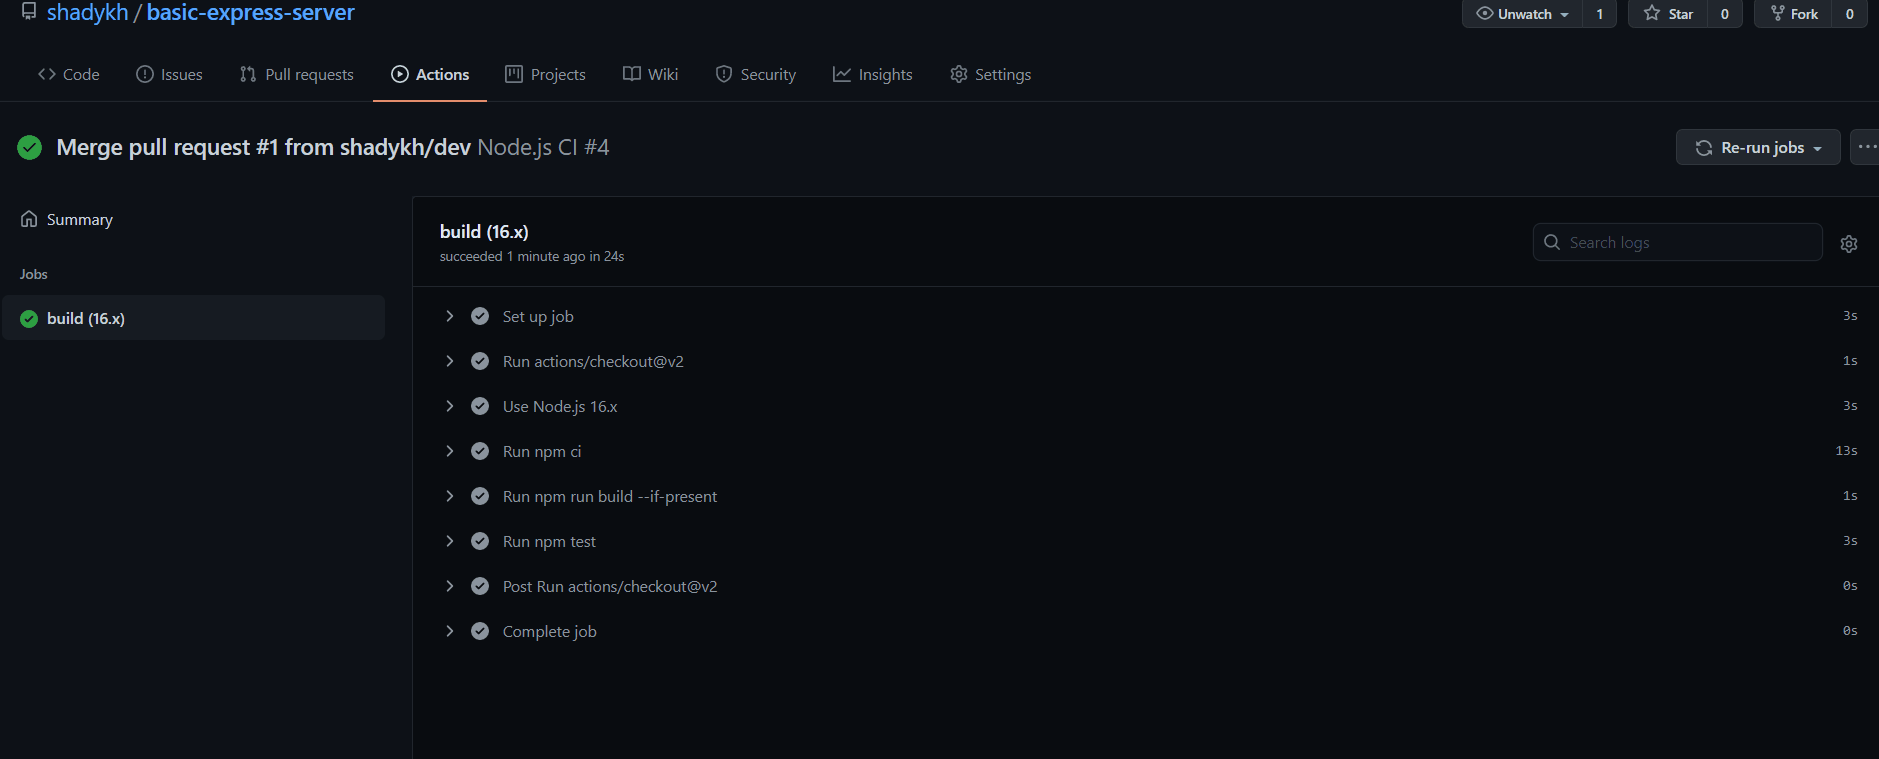 shadykh / basic-express-server
Unwatch 1 Star 0 Fork 0
Code Issues Pull requests Actions Projects Wiki Security Insights Settings
Merge pull request #1 from shadykh/dev Node.js CI #4
Re-run jobs ...
Summary
Jobs
build (16.x)
build (16.x)
succeeded 1 minute ago in 24s
Search logs
Set up job 3s
Run actions/checkout@v2 1s
Use Node.js 16.x 3s
Run npm ci 13s
Run npm run build --if-present 1s
Run npm test 3s
Post Run actions/checkout@v2 0s
Complete job 0s